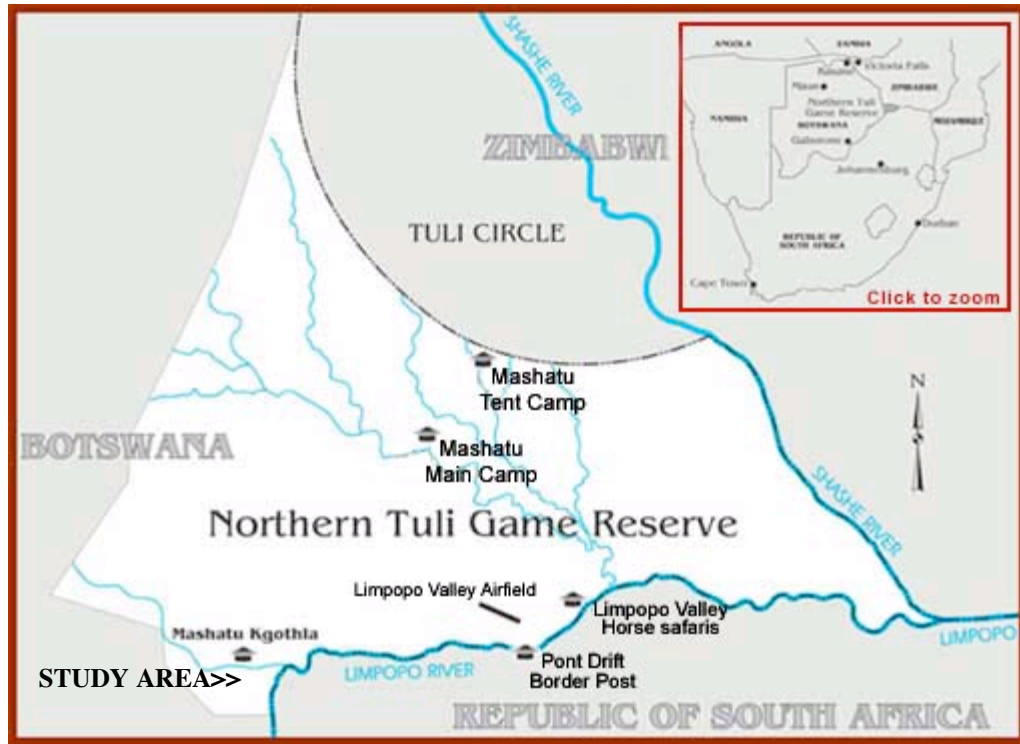 SHASHE RIVER
ZIMBABWE
TULI CIRCLE
ANGOLA
ZAMBIA
Kasane
Victoria Falls
Maun
ZIMBABWE
Northern Tuli
Game Reserve
NAMIBIA
BOTSWANA
MOZAMBIQUE
Gaborone
Johannesburg
REPUBLIC OF
SOUTH AFRICA
Durban
Cape Town
Click to zoom
Mashatu
Tent Camp
N
BOTSWANA
Mashatu
Main Camp
SHASHE RIVER
Northern Tuli Game Reserve
Limpopo Valley Airfield
Limpopo Valley
Horse safaris
Mashatu Kgothla
LIMPOPO
STUDY AREA>>
LIMPOPO RIVER
Pont Drift
Border Post
REPUBLIC OF SOUTH AFRICA